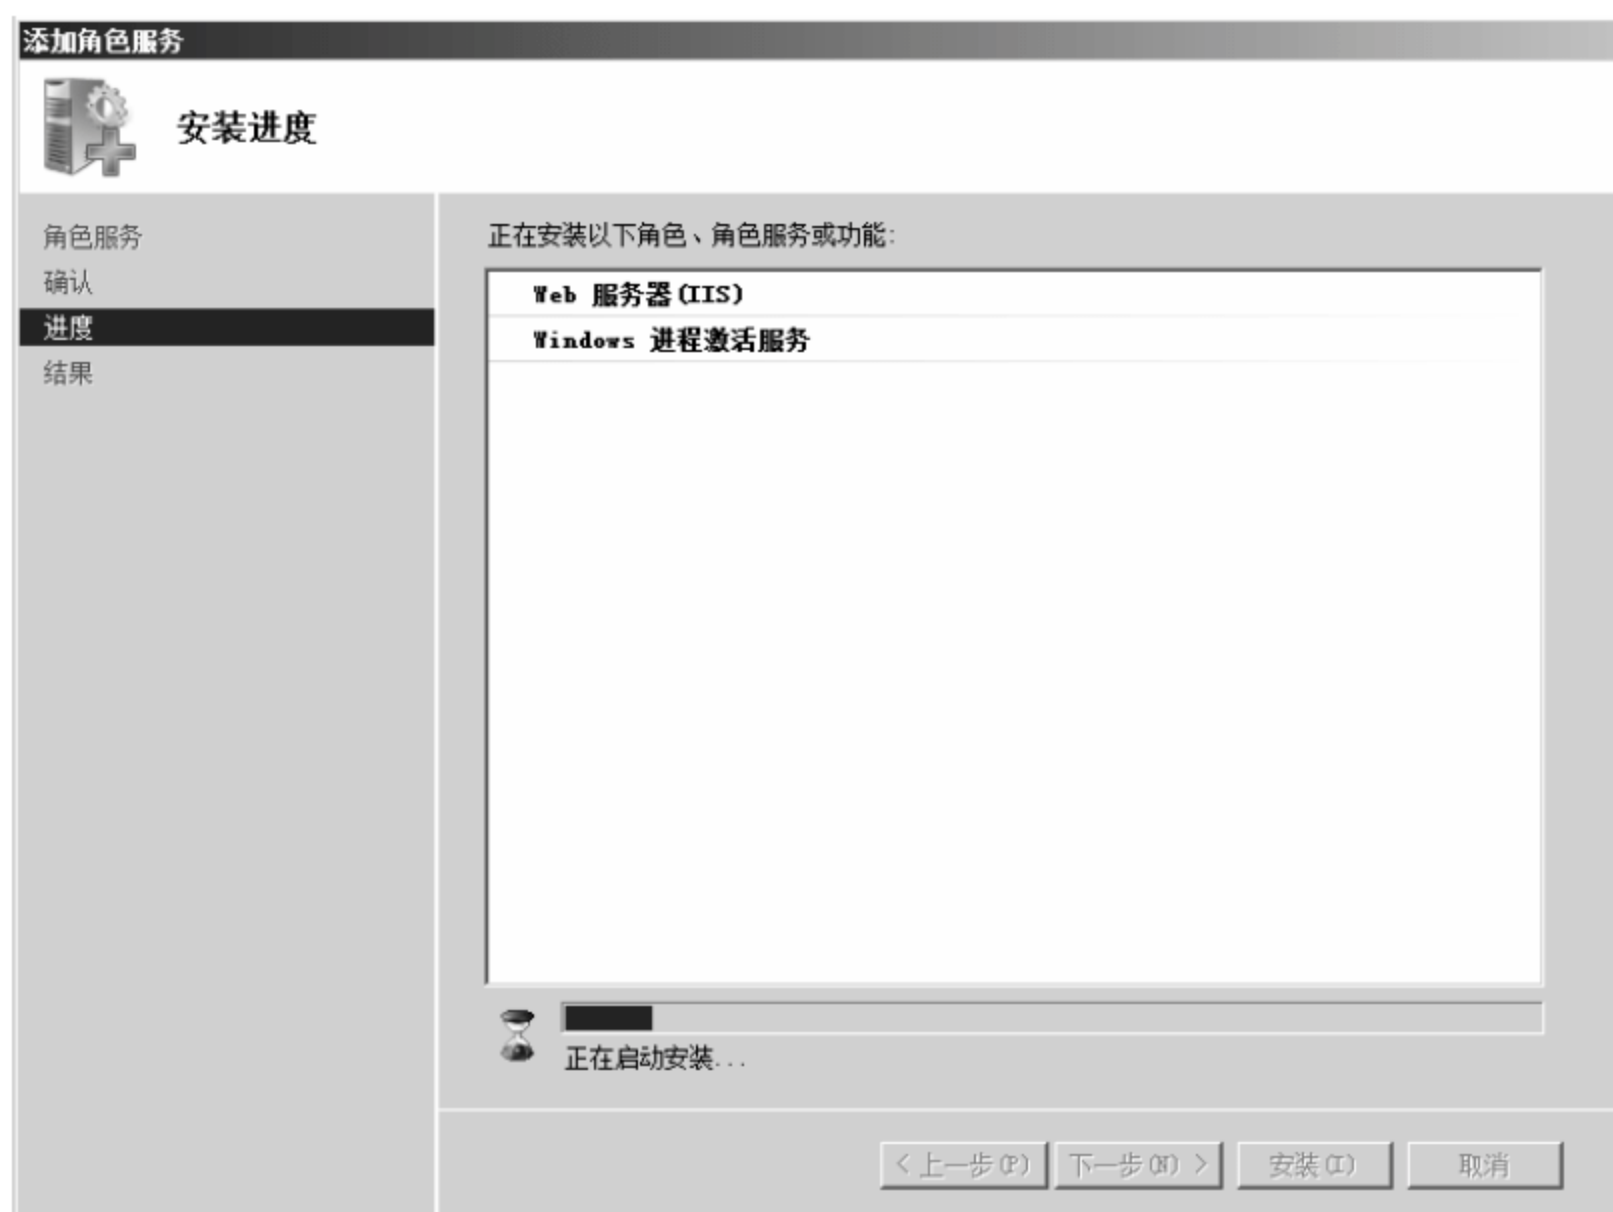 添加角色服务
安装进度
角色服务
确认
进度
结果
正在安装以下角色、角色服务或功能:
Web 服务器(IIS)
Windows 进程激活服务
正在启动安装...
< 上一步(P)
下一步(N) >
安装(I)
取消